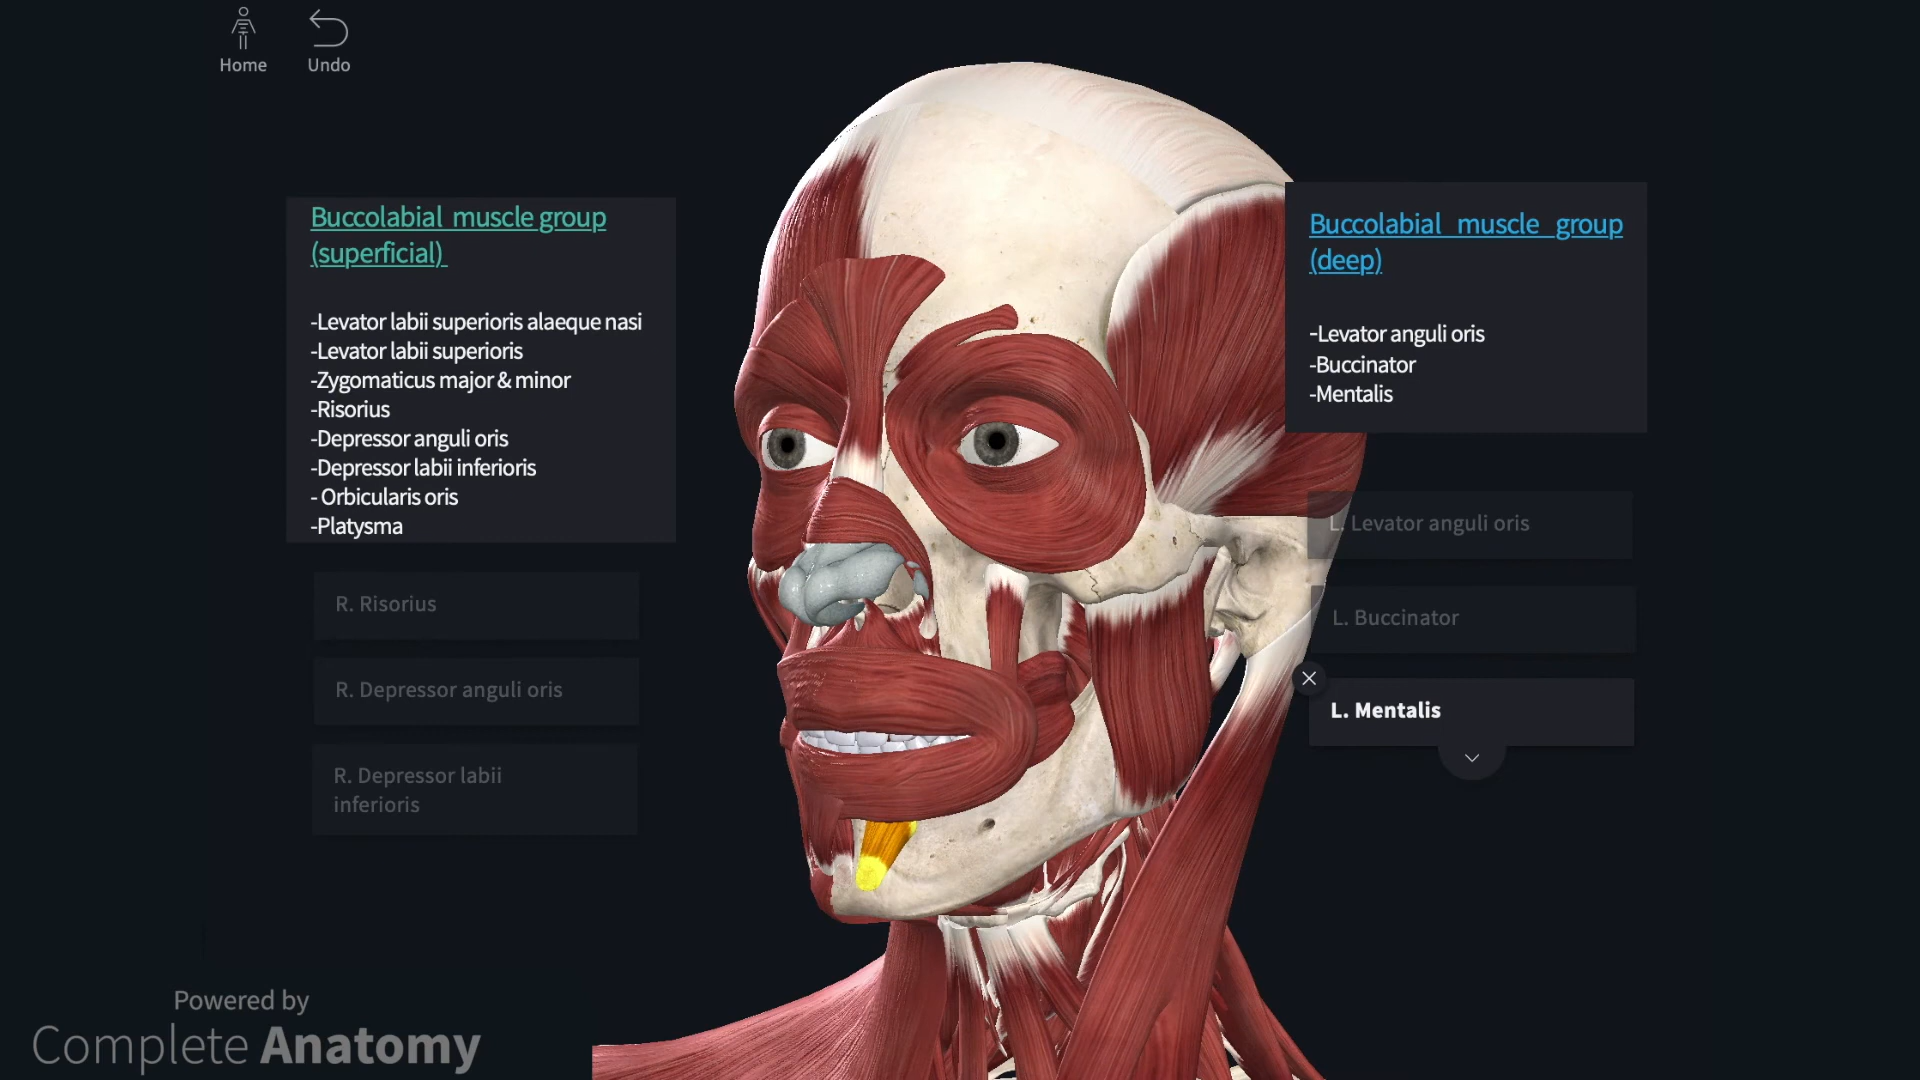 Home
Undo
Buccolabial muscle group
(superficial)
-Levator labii superioris alaeque nasi
-Levator labii superioris
-Zygomaticus major & minor
-Risorius
-Depressor anguli oris
-Depressor labii inferioris
- Orbicularis oris
-Platysma
R. Risorius
R. Depressor anguli oris
R. Depressor labii
inferioris
Buccolabial muscle group
(deep)
-Levator anguli oris
-Buccinator
-Mentalis
L. Levator anguli oris
L. Buccinator
L. Mentalis
Powered by
Complete Anatomy